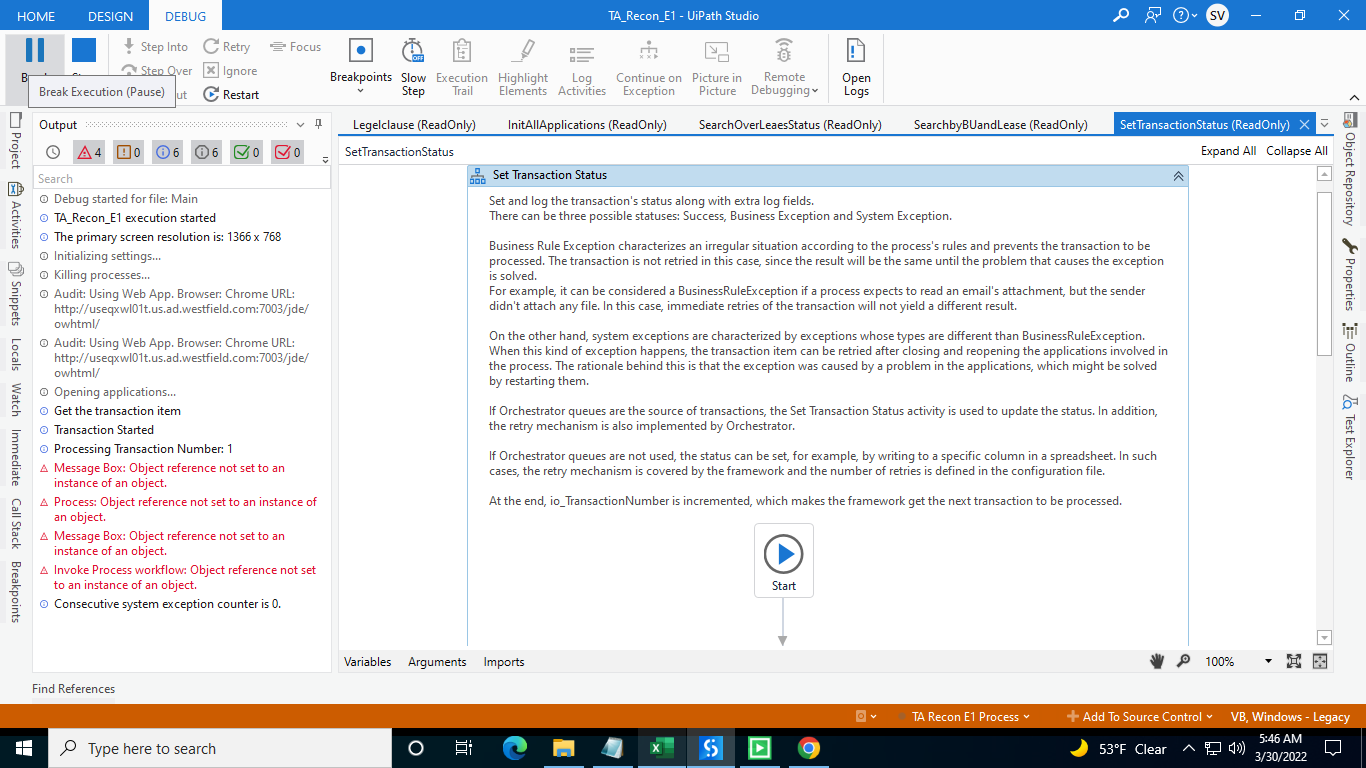 HOME DESIGN DEBUG TA_Recon_E1 - UiPath Studio SV
Step Into Retry Focus
Step Over Ignore
Restart
Break Execution (Pause)
Breakpoints
Slow
Step
Execution
Trail
Highlight
Elements
Log
Activities
Continue on
Exception
Picture in
Picture
Remote
Debugging
Open
Logs
Project
Activities
Snippets
Locals
Watch
Immediate
Call Stack
Breakpoints
Output
4 0 6 6 0 0
Search
Debug started for file: Main
TA_Recon_E1 execution started
The primary screen resolution is: 1366 x 768
Initializing settings...
Killing processes...
Audit: Using Web App. Browser: Chrome URL:
http://useqxwl01t.us.ad.westfield.com:7003/jde/
owhtml/
Audit: Using Web App. Browser: Chrome URL:
http://useqxwl01t.us.ad.westfield.com:7003/jde/
owhtml/
Opening applications...
Get the transaction item
Transaction Started
Processing Transaction Number: 1
Message Box: Object reference not set to an
instance of an object.
Process: Object reference not set to an instance of
an object.
Message Box: Object reference not set to an
instance of an object.
Invoke Process workflow: Object reference not set
to an instance of an object.
Consecutive system exception counter is 0.
Find References
Legelclause (ReadOnly) InitAllApplications (ReadOnly) SearchOverLeaesStatus (ReadOnly) SearchbyBUandLease (ReadOnly) SetTransactionStatus (ReadOnly)
SetTransactionStatus Expand All Collapse All
Set Transaction Status
Set and log the transaction's status along with extra log fields.
There can be three possible statuses: Success, Business Exception and System Exception.
Business Rule Exception characterizes an irregular situation according to the process's rules and prevents the transaction to be
processed. The transaction is not retried in this case, since the result will be the same until the problem that causes the exception
is solved.
For example, it can be considered a BusinessRuleException if a process expects to read an email's attachment, but the sender
didn't attach any file. In this case, immediate retries of the transaction will not yield a different result.
On the other hand, system exceptions are characterized by exceptions whose types are different than BusinessRuleException.
When this kind of exception happens, the transaction item can be retried after closing and reopening the applications involved in
the process. The rationale behind this is that the exception was caused by a problem in the applications, which might be solved
by restarting them.
If Orchestrator queues are the source of transactions, the Set Transaction Status activity is used to update the status. In addition,
the retry mechanism is also implemented by Orchestrator.
If Orchestrator queues are not used, the status can be set, for example, by writing to a specific column in a spreadsheet. In such
cases, the retry mechanism is covered by the framework and the number of retries is defined in the configuration file.
At the end, io_TransactionNumber is incremented, which makes the framework get the next transaction to be processed.
Start
Variables Arguments Imports 100%
Object Repository
Properties
Outline
Test Explorer
TA Recon E1 Process Add To Source Control VB, Windows - Legacy
Type here to search
53°F Clear
5:46 AM
3/30/2022